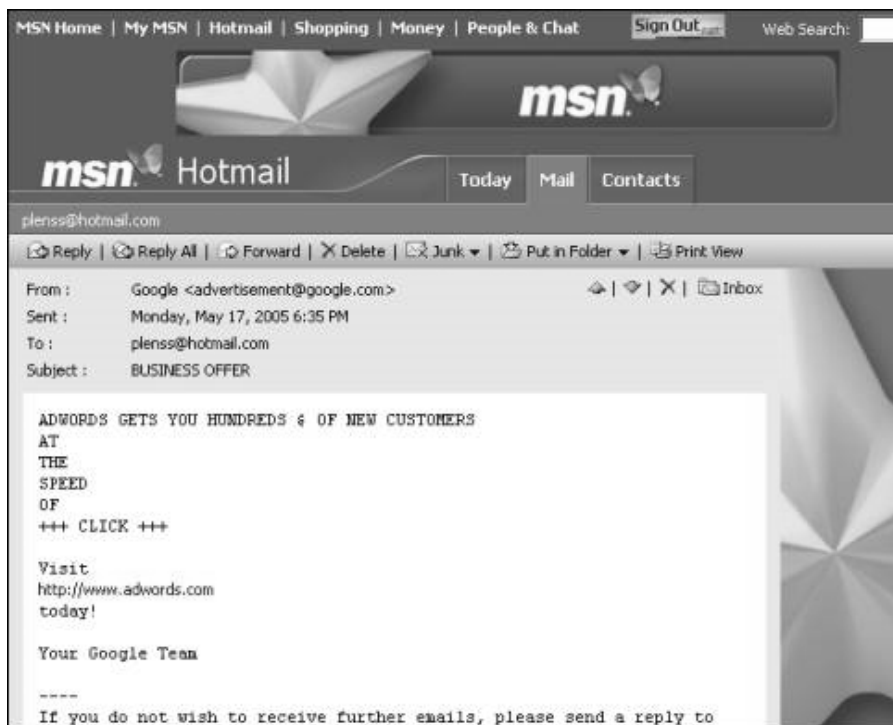 MSN Home | My MSN | Hotmail | Shopping | Money | People & Chat Sign Out Web Search:
msn.
msn. Hotmail Today Mail Contacts
plenss@hotmail.com
Reply | Reply All | Forward | Delete | Junk | Put in Folder | Print View
From : Google <advertisement@google.com> Inbox
Sent : Monday, May 17, 2005 6:35 PM
To : plenss@hotmail.com
Subject : BUSINESS OFFER
ADWORDS GETS YOU HUNDREDS & OF NEW CUSTOMERS
AT
THE
SPEED
OF
+++ CLICK +++
Visit
http://www.adwords.com
today!
Your Google Team
----
If you do not wish to receive further emails, please send a reply to